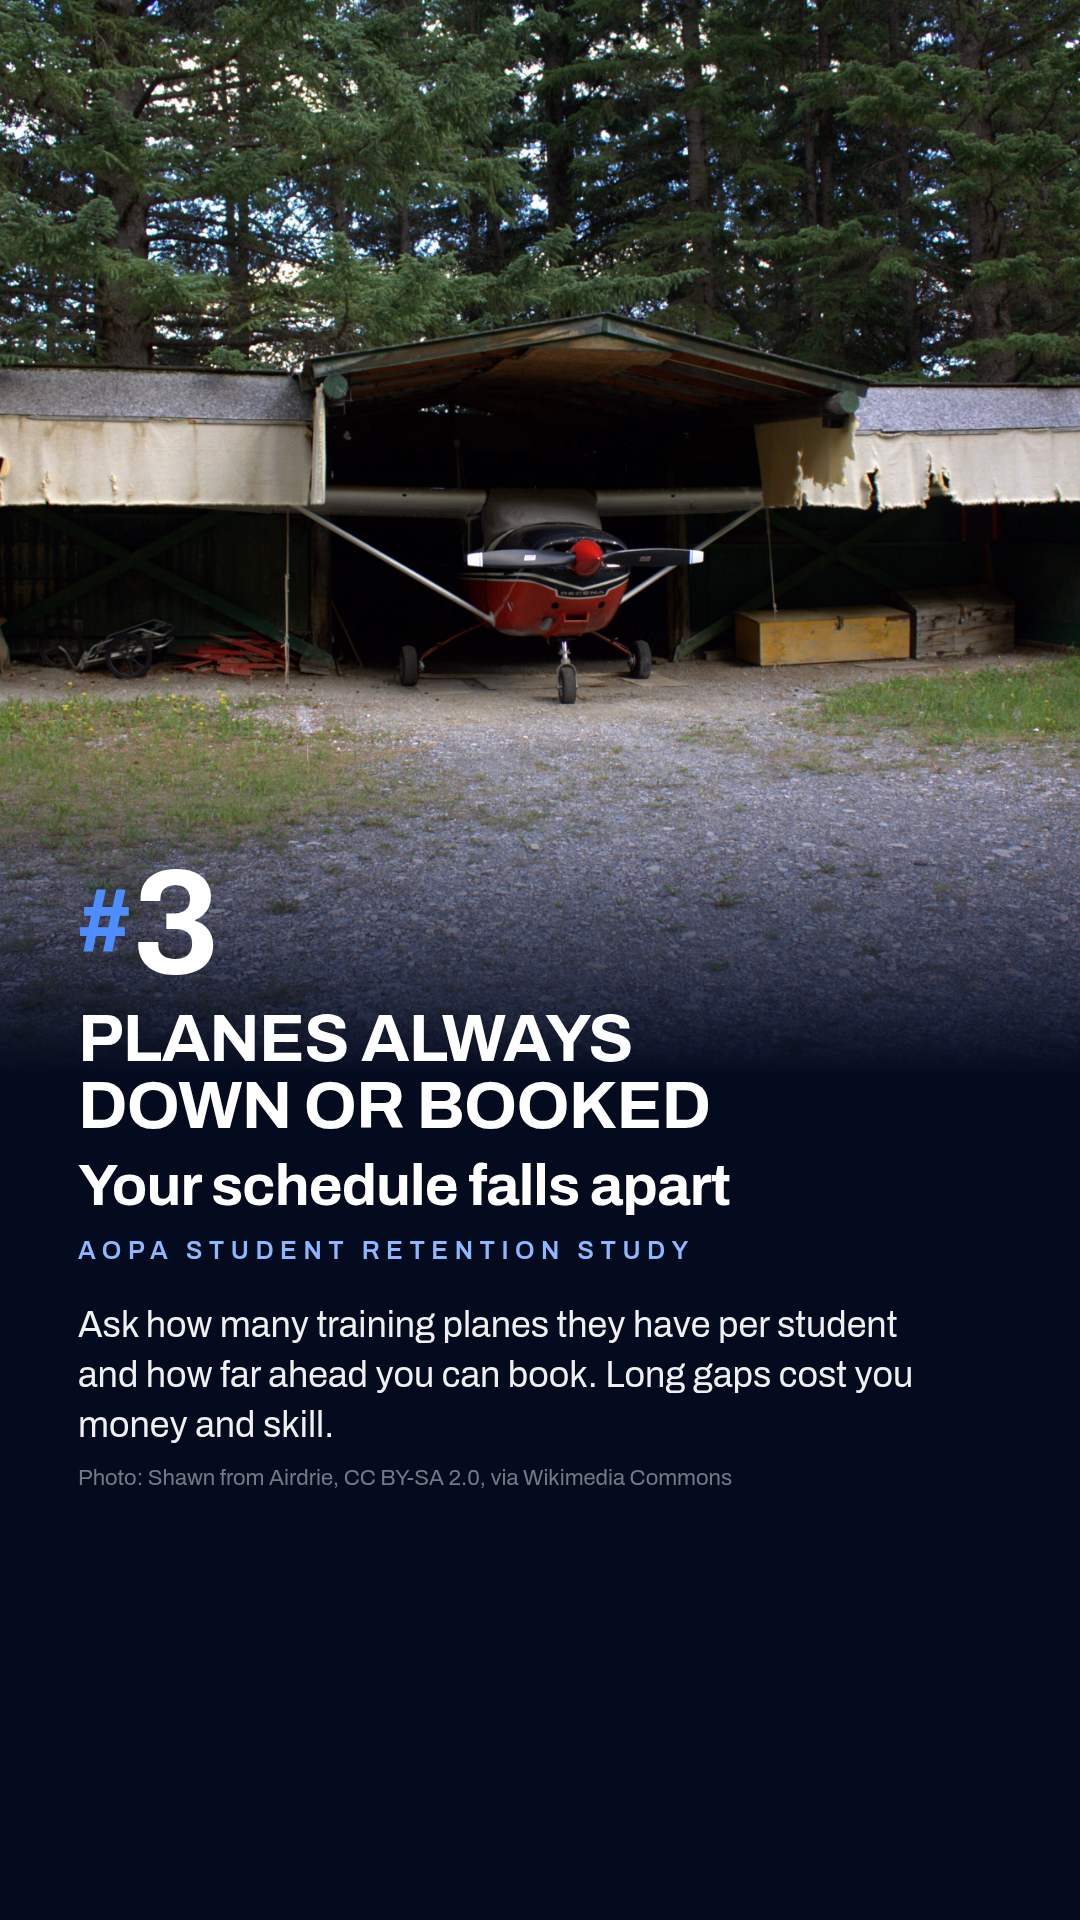 #3
PLANES ALWAYS
DOWN OR BOOKED
Your schedule falls apart
AOPA STUDENT RETENTION STUDY
Ask how many training planes they have per student
and how far ahead you can book. Long gaps cost you
money and skill.
Photo: Shawn from Airdrie, CC BY-SA 2.0, via Wikimedia Commons